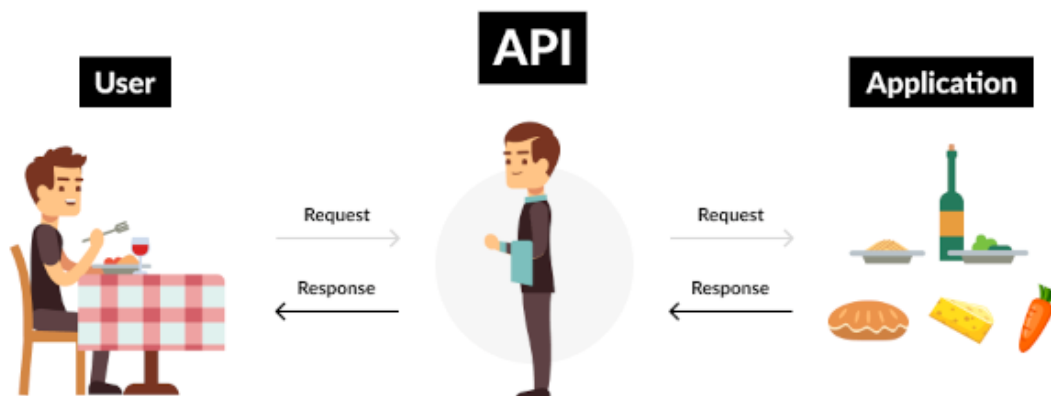 API
User
Application
Request
Request
Response
Response